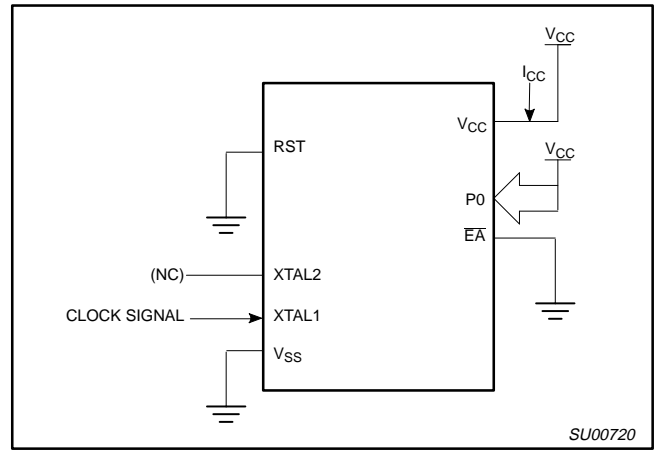 VCC
ICC
VCC
RST
VCC
P0
EA
(NC)
XTAL2
CLOCK SIGNAL
XTAL1
VSS
SU00720